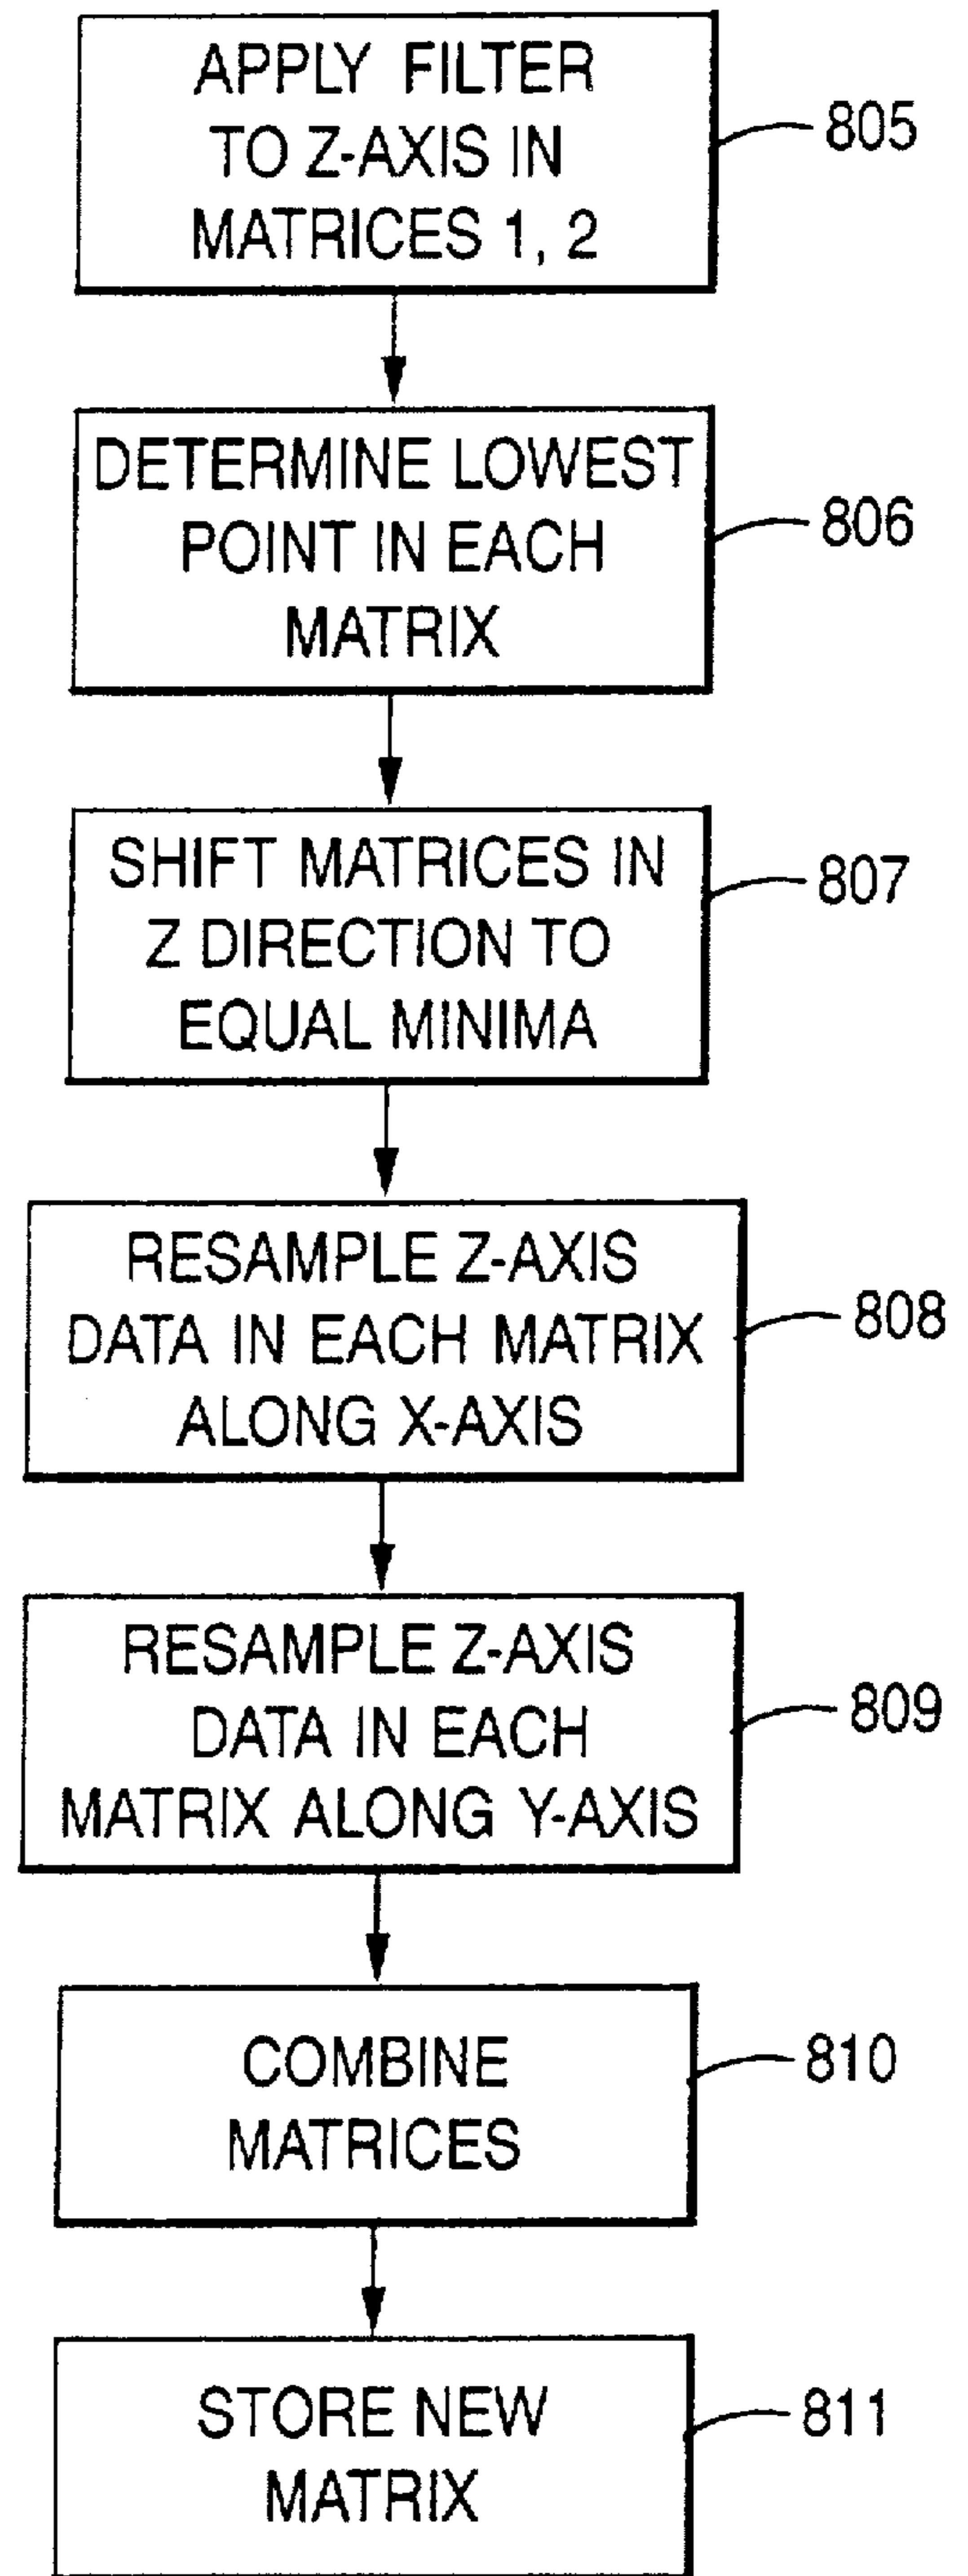 APPLY FILTER
TO Z-AXIS IN
MATRICES 1, 2
805
DETERMINE LOWEST
POINT IN EACH
MATRIX
806
SHIFT MATRICES IN
Z DIRECTION TO
EQUAL MINIMA
807
RESAMPLE Z-AXIS
DATA IN EACH MATRIX
ALONG X-AXIS
808
RESAMPLE Z-AXIS
DATA IN EACH
MATRIX ALONG Y-AXIS
809
COMBINE
MATRICES
810
STORE NEW
MATRIX
811